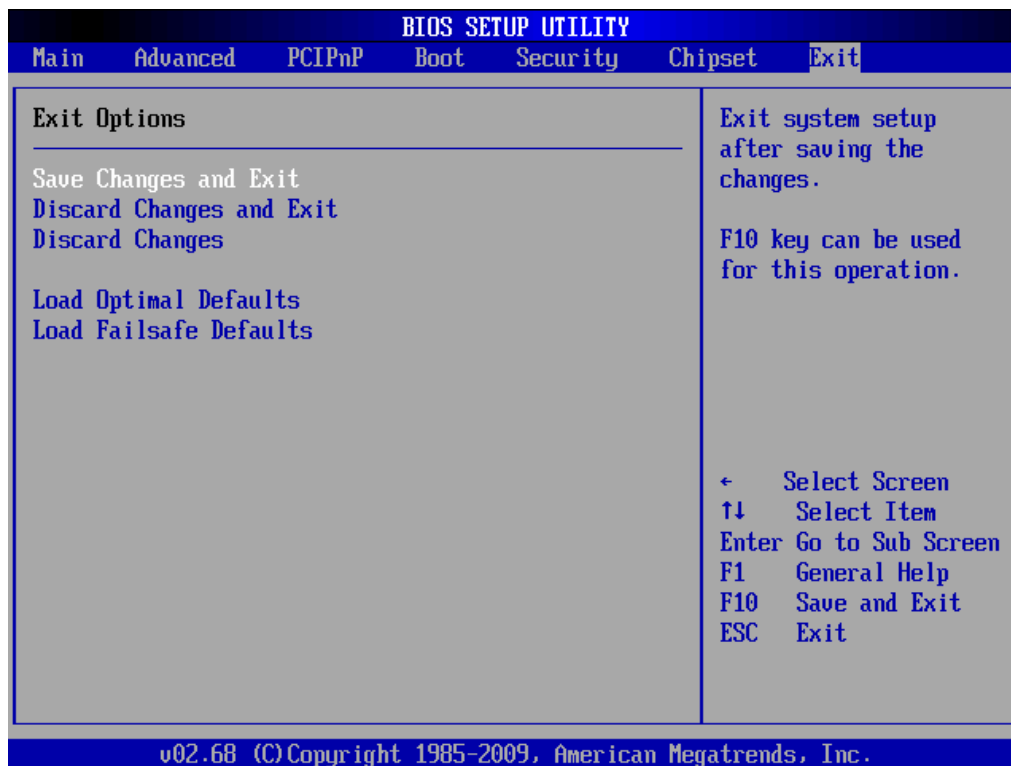 BIOS SETUP UTILITY
Main Advanced PCIPnP Boot Security Chipset Exit
Exit Options
Save Changes and Exit
Discard Changes and Exit
Discard Changes
Load Optimal Defaults
Load Failsafe Defaults
Exit system setup
after saving the
changes.
F10 key can be used
for this operation.
← Select Screen
↑↓ Select Item
Enter Go to Sub Screen
F1 General Help
F10 Save and Exit
ESC Exit
v02.68 (C)Copyright 1985-2009, American Megatrends, Inc.